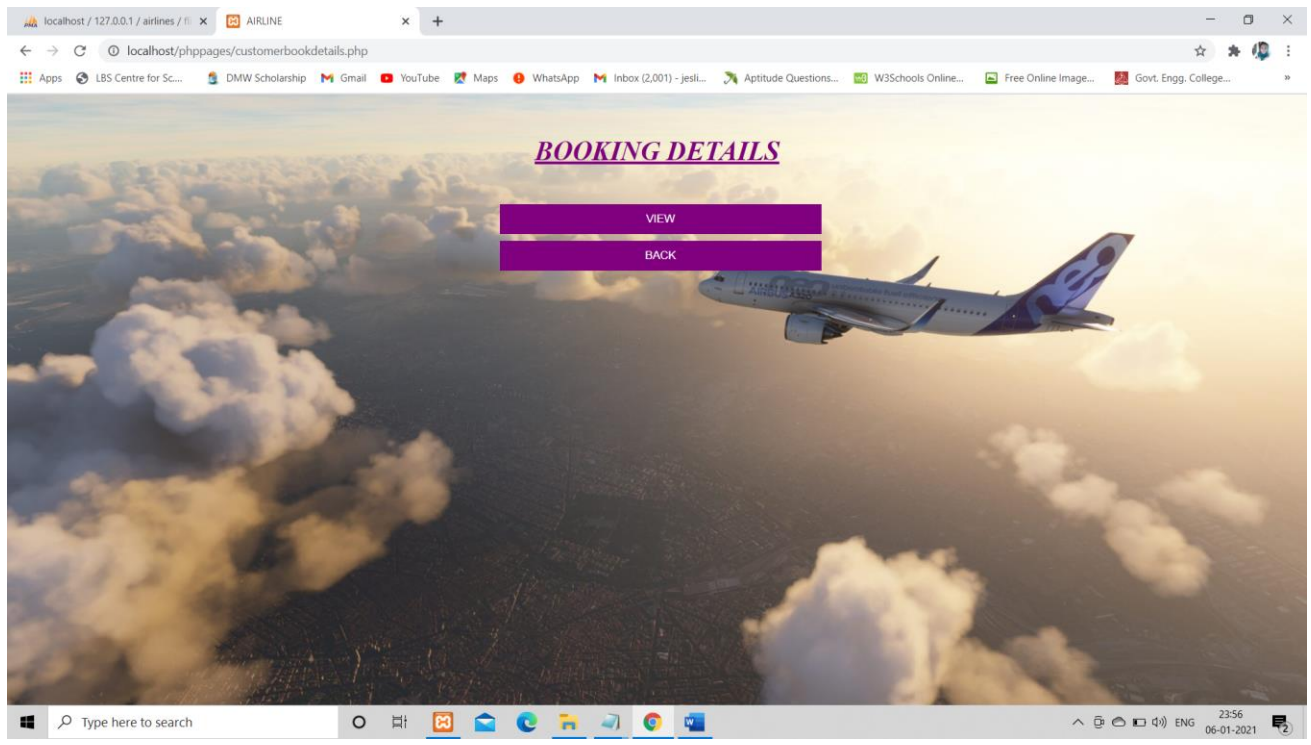 localhost / 127.0.0.1 / airlines / fl
AIRLINE
localhost/phppages/customerbookdetails.php
Apps
LBS Centre for Sc....
DMW Scholarship
Gmail
YouTube
Maps
WhatsApp
Inbox (2,001) - jesli...
Aptitude Questions...
W3Schools Online...
Free Online Image...
Govt. Engg. College...
»
BOOKING DETAILS
VIEW
BACK
Type here to search
ENG
23:56
06-01-2021
2